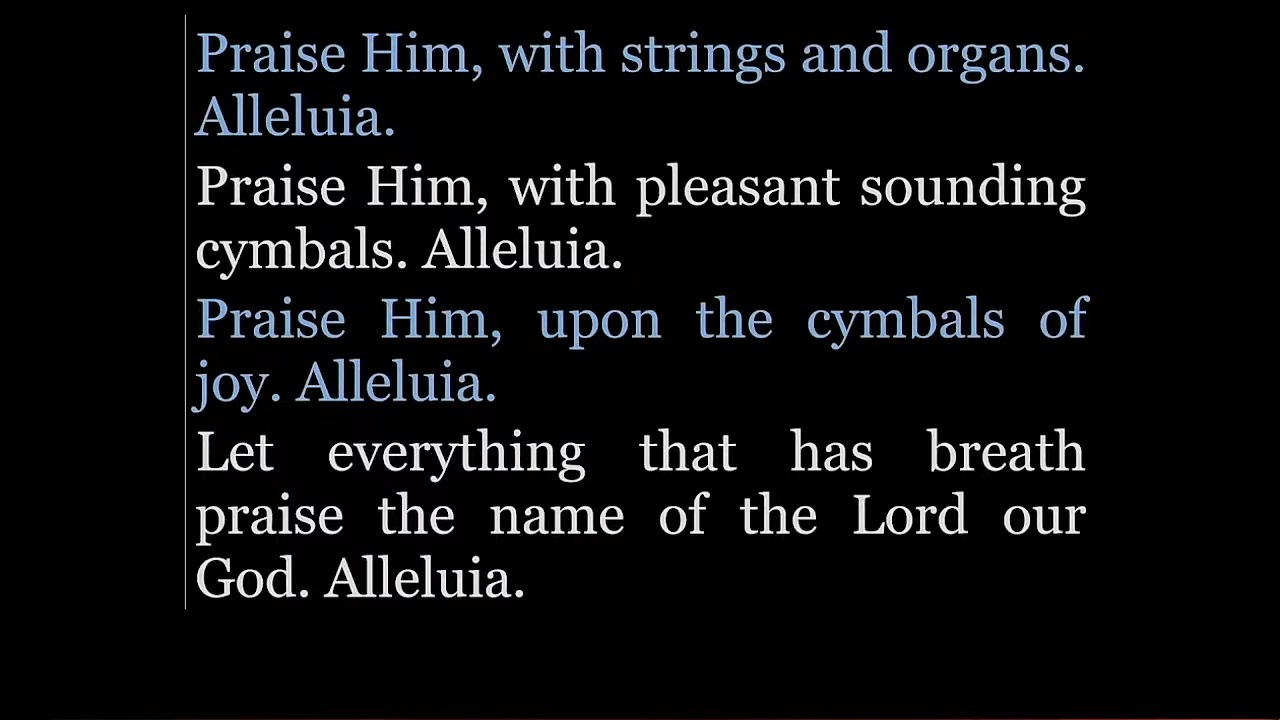 Praise Him, with strings and organs.
Alleluia.
Praise Him, with pleasant sounding
cymbals. Alleluia.
Praise Him, upon the cymbals of
joy. Alleluia.
Let everything that has breath
praise the name of the Lord our
God. Alleluia.